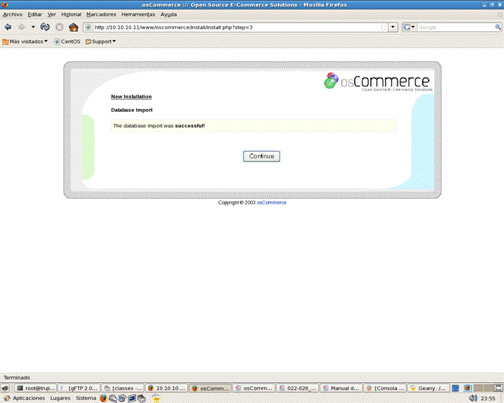 osCommerce :: Open Source E-Commerce Solutions - Mozilla Firefox
Archivo Editar Ver Historial Marcadores Herramientas Ayuda
http://10.10.10.11/www/oscommerce/install/install.php?step=3
Google
Más visitados CentOS Support
osCommerce
Open Source E-Commerce Solutions
New Installation
Database Import
The database import was successful!
Continue
Copyright © 2003 osCommerce
Terminado
root@truji... [gFTP 2.0... [classes -... 10.10.10... osComm... osComm... 022-026_... Manual d... [Consola ... Geany: /...
Aplicaciones Lugares Sistema 23:55